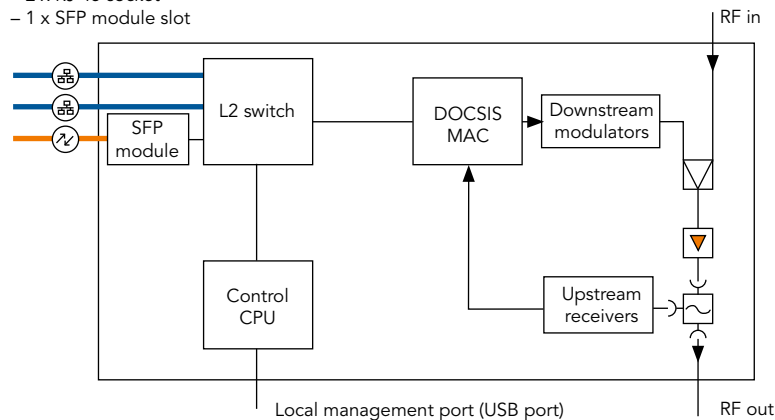 – 1 x SFP module slot
RF in
L2 switch
DOCSIS
MAC
Downstream
modulators
SFP
module
Control
CPU
Upstream
receivers
Local management port (USB port)
RF out